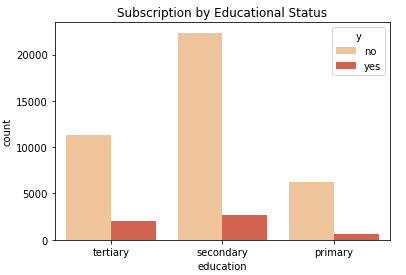 Subscription by Educational Status
y
no
yes
count
20000
15000
10000
5000
0
tertiary
secondary
primary
education